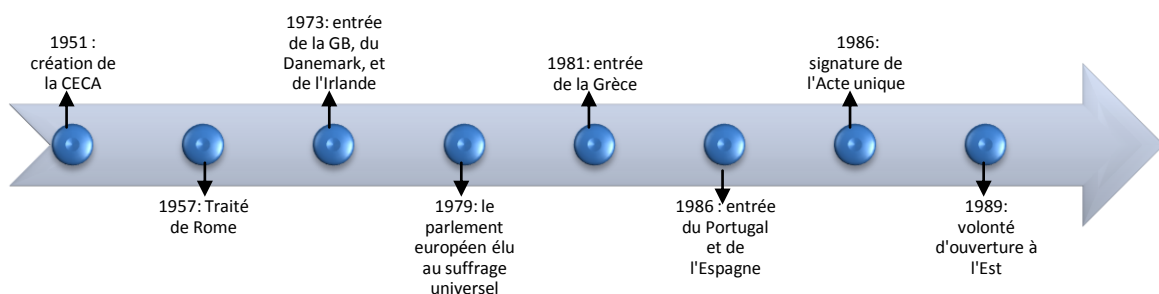 1951 :
création de
la CECA
1957: Traité
de Rome
1973: entrée
de la GB, du
Danemark, et
de l'Irlande
1979: le
parlement
européen élu
au suffrage
universel
1981: entrée
de la Grèce
1986 : entrée
du Portugal
et de
l'Espagne
1986:
signature de
l'Acte unique
1989:
volonté
d'ouverture à
l'Est